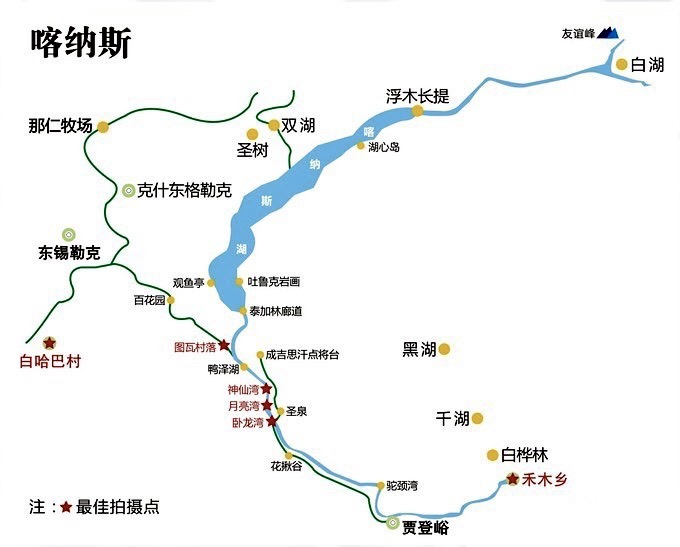 喀纳斯
友谊峰
白湖
浮木长提
那仁牧场
双湖
圣树
喀
纳
斯
湖
湖心岛
克什东格勒克
东锡勒克
观鱼亭
吐鲁克岩画
百花园
泰加林廊道
图瓦村落
成吉思汗点将台
黑湖
白哈巴村
鸭泽湖
神仙湾
月亮湾
圣泉
卧龙湾
千湖
白桦林
花楸谷
驼颈湾
禾木乡
贾登峪
注：★最佳拍摄点